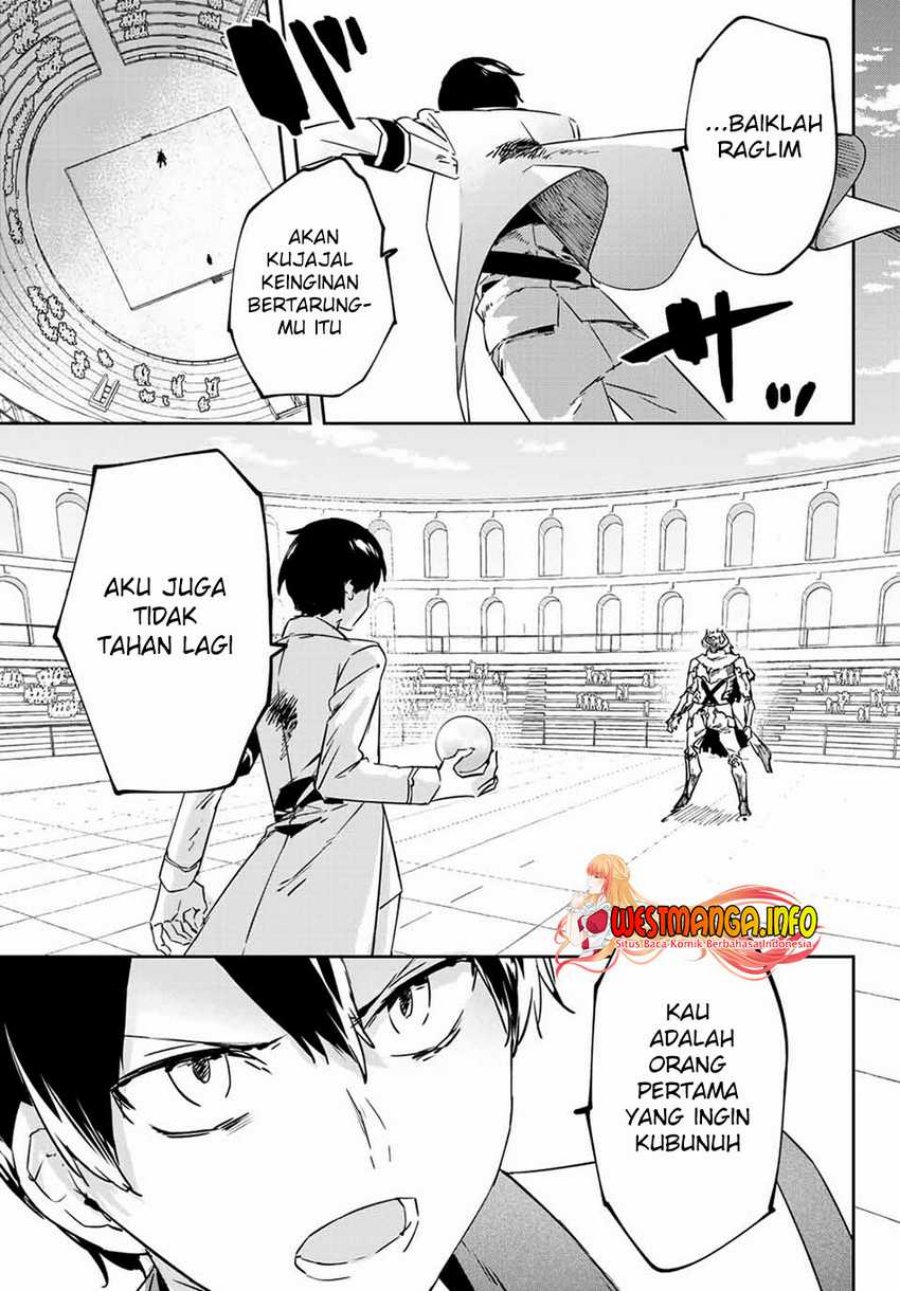 ...BAIKLAH
RAGLIM
AKAN
KUJAJAL
KEINGINAN
BERTARUNG-
MU ITU
AKU JUGA
TIDAK
TAHAN LAGI
WESTMANGA.INFO
Situs Baca Komik Berbahasa Indonesia
KAU
ADALAH
ORANG
PERTAMA
YANG INGIN
KUBUNUH